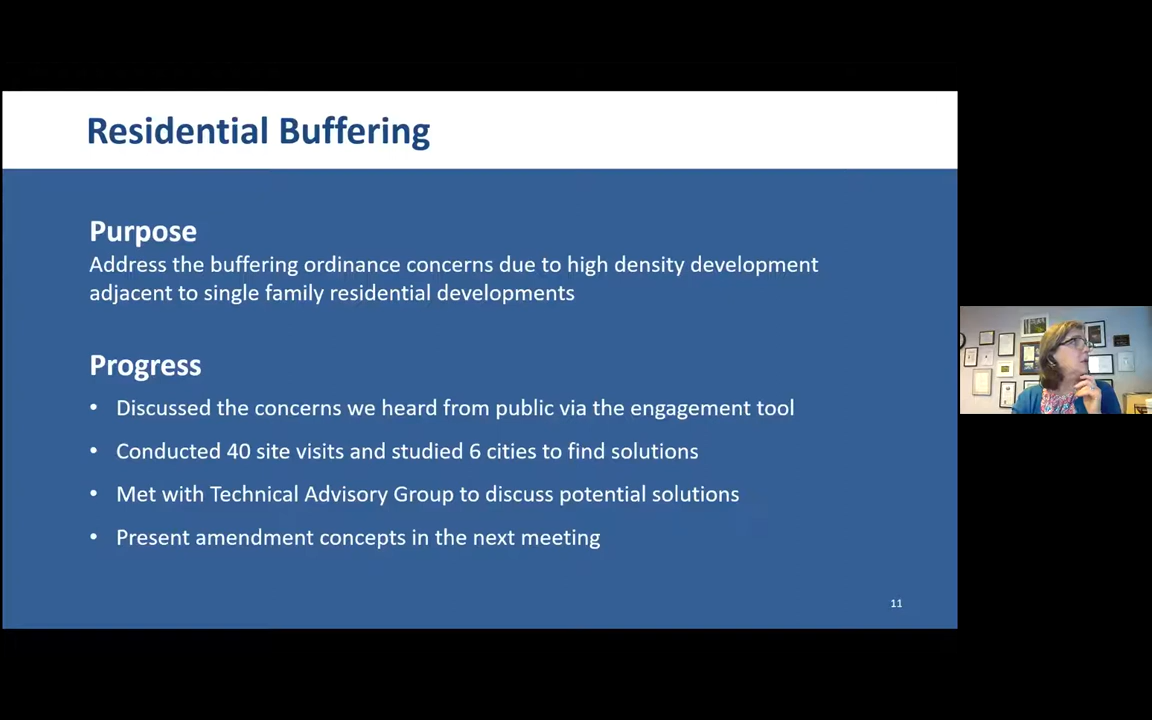 Residential Buffering
Purpose
Address the buffering ordinance concerns due to high density development
adjacent to single family residential developments
Progress
• Discussed the concerns we heard from public via the engagement tool
• Conducted 40 site visits and studied 6 cities to find solutions
• Met with Technical Advisory Group to discuss potential solutions
• Present amendment concepts in the next meeting
11